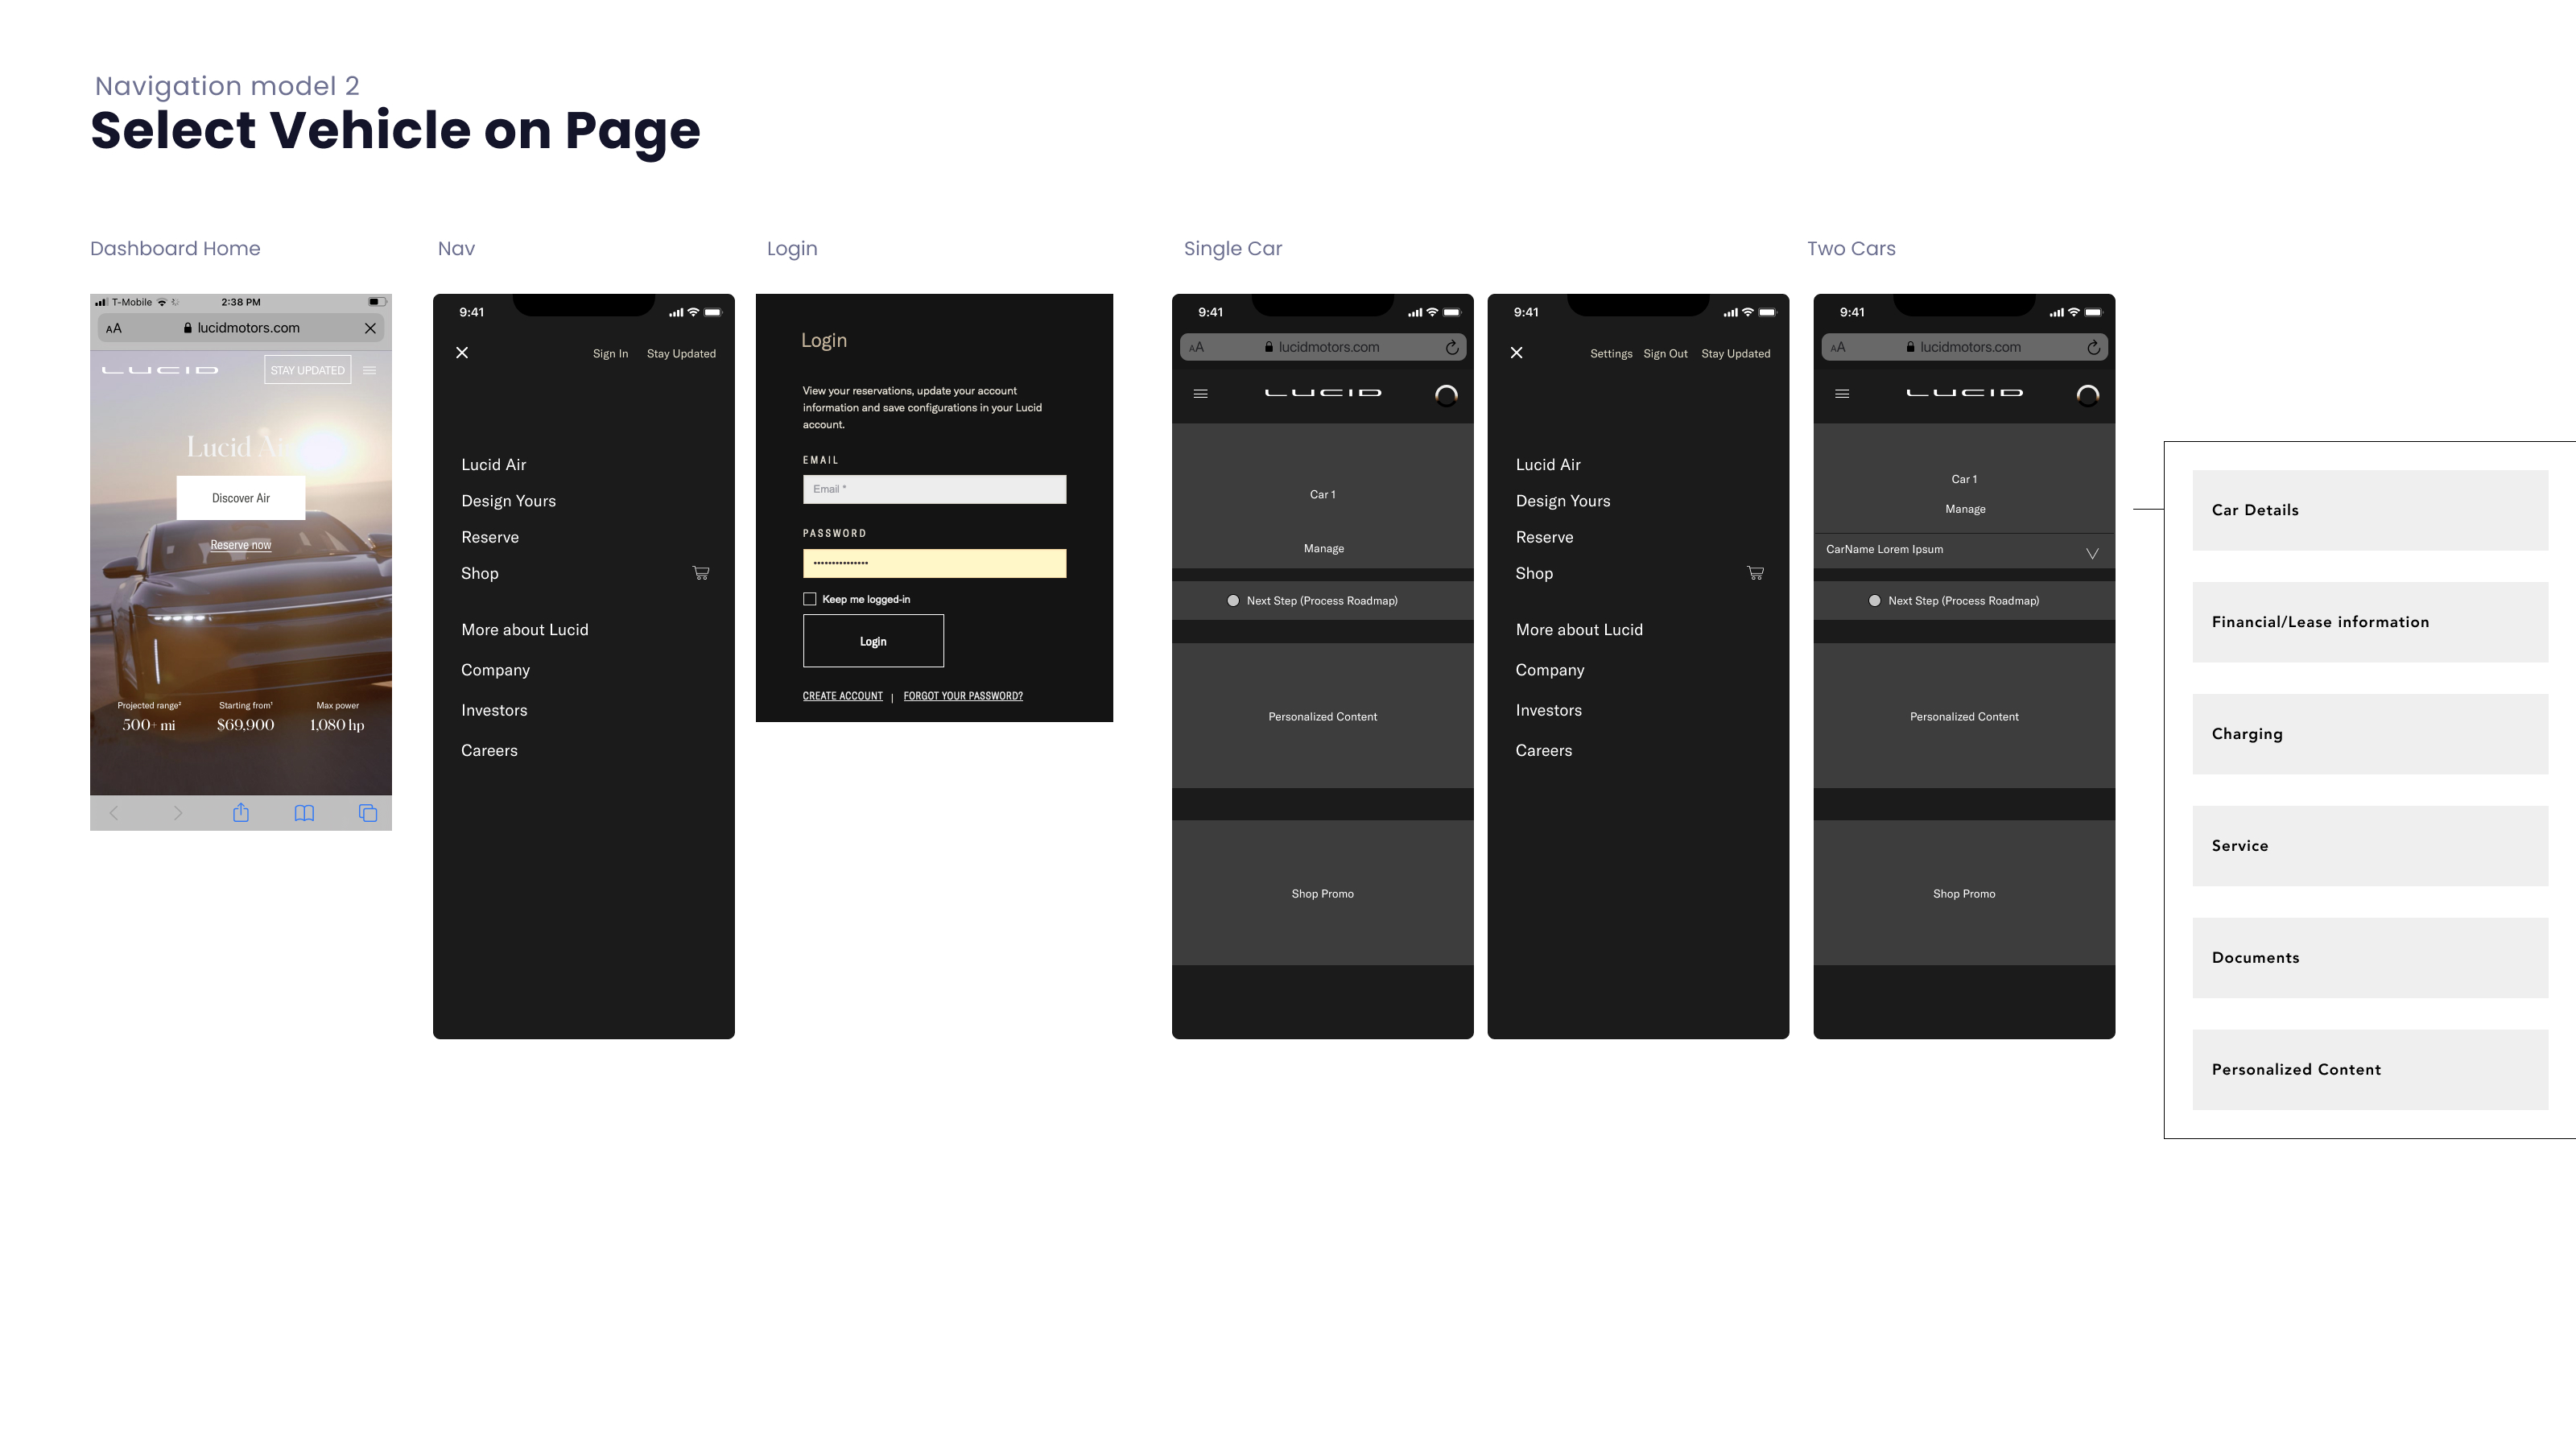 Navigation model 2
Select Vehicle on Page
Dashboard Home
T-Mobile
2:38 PM
AA
lucidmotors.com
LUCID
STAY UPDATED
Lucid Air
Discover Air
Reserve now
Projected range²
Starting from¹
Max power
500+ mi
$69,900
1,080 hp
Nav
9:41
Sign In
Stay Updated
Lucid Air
Design Yours
Reserve
Shop
More about Lucid
Company
Investors
Careers
Login
Login
View your reservations, update your account
information and save configurations in your Lucid
account.
EMAIL
Email *
PASSWORD
Keep me logged-in
Login
CREATE ACCOUNT | FORGOT YOUR PASSWORD?
Single Car
9:41
AA
lucidmotors.com
LUCID
Car 1
Manage
Next Step (Process Roadmap)
Personalized Content
Shop Promo
9:41
Settings
Sign Out
Stay Updated
Lucid Air
Design Yours
Reserve
Shop
More about Lucid
Company
Investors
Careers
Two Cars
9:41
AA
lucidmotors.com
LUCID
Car 1
Manage
CarName Lorem Ipsum
Next Step (Process Roadmap)
Personalized Content
Shop Promo
Car Details
Financial/Lease information
Charging
Service
Documents
Personalized Content